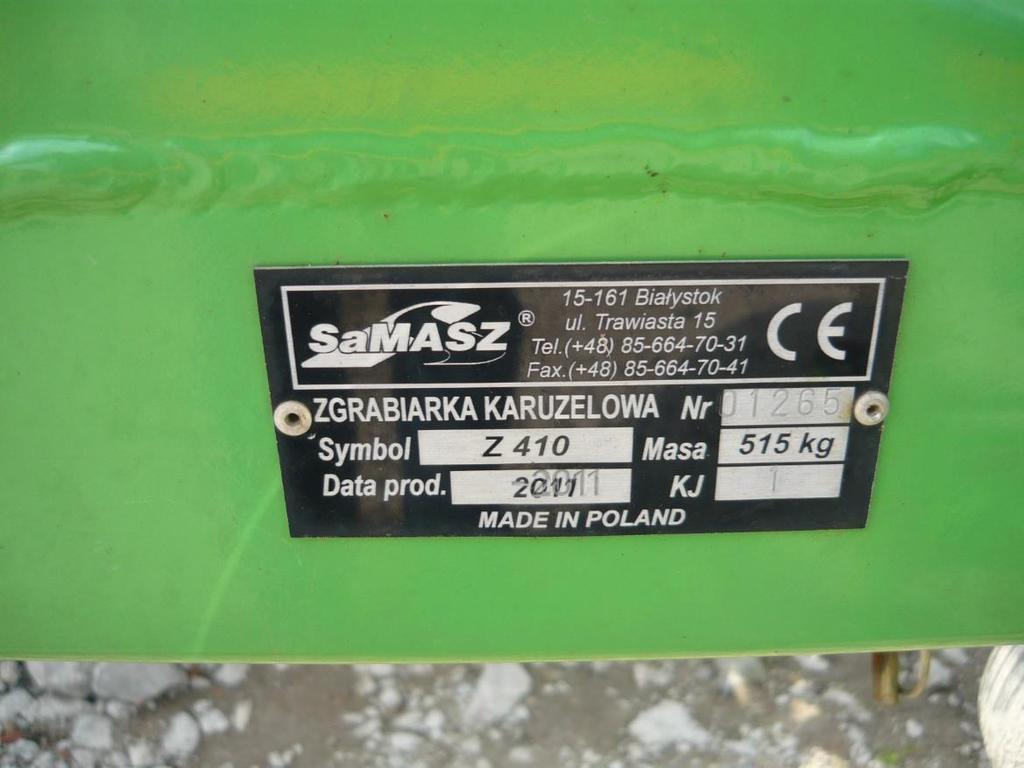 SaMASZ ®
15-161 Białystok
ul. Trawiasta 15
Tel.(+48) 85-664-70-31
Fax.(+48) 85-664-70-41
CE
ZGRABIARKA KARUZELOWA Nr 01265
Symbol Z 410 Masa 515 kg
Data prod. 2011 KJ 1
MADE IN POLAND